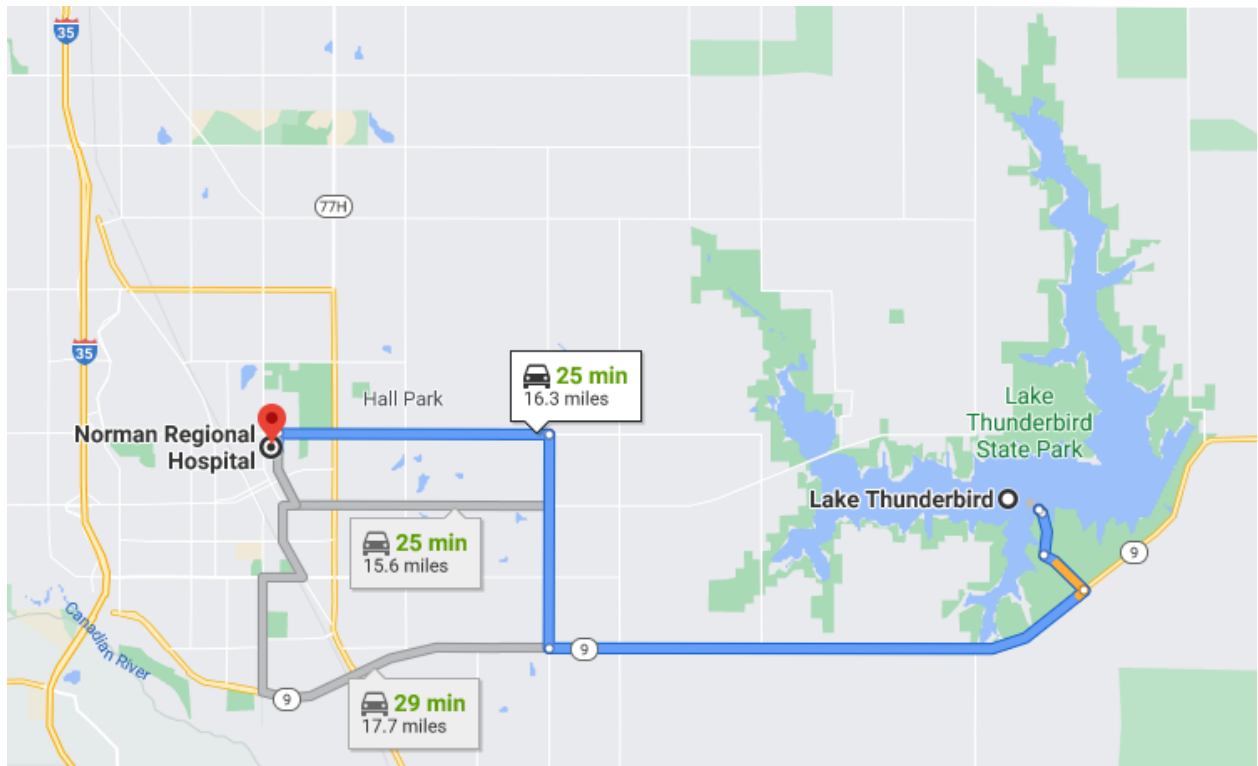 35
77H
35
25 min
16.3 miles
Hall Park
Lake
Thunderbird
State Park
Norman Regional
Hospital
Lake Thunderbird
25 min
15.6 miles
9
Canadian River
9
9
29 min
17.7 miles